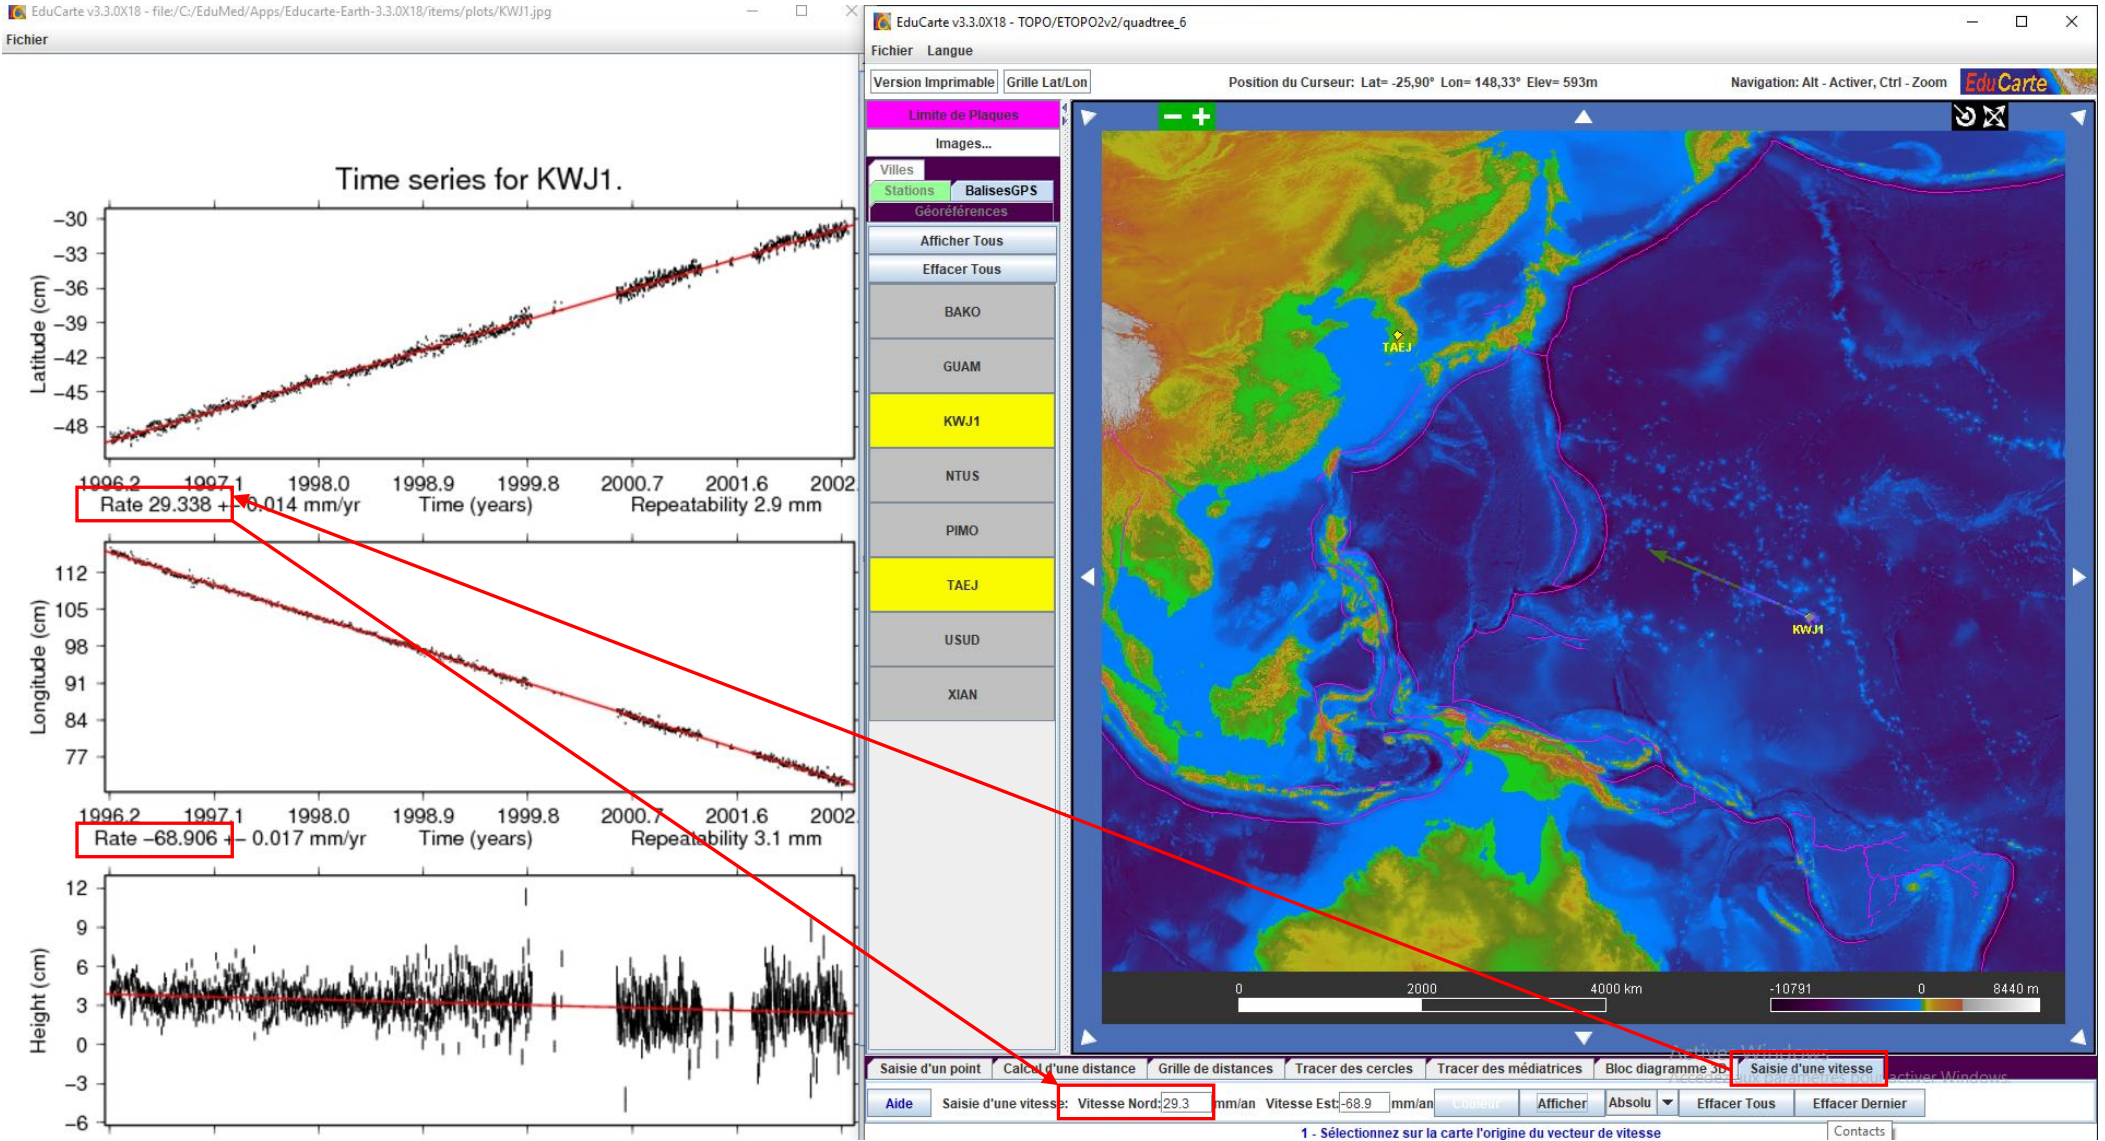 EduCarte v3.3.0X18 - file:/C:/EduMed/Apps/Educarte-Earth-3.3.0X18/items/plots/KWJ1.jpg
Fichier
Time series for KWJ1.
Latitude (cm)
−30
−33
−36
−39
−42
−45
−48
1996.2 1997.1 1998.0 1998.9 1999.8 2000.7 2001.6 2002.
Rate 29.338 +− 0.014 mm/yr Time (years) Repeatability 2.9 mm
Longitude (cm)
112
105
98
91
84
77
1996.2 1997.1 1998.0 1998.9 1999.8 2000.7 2001.6 2002.
Rate −68.906 +− 0.017 mm/yr Time (years) Repeatability 3.1 mm
Height (cm)
12
9
6
3
0
−3
−6
EduCarte v3.3.0X18 - TOPO/ETOPO2v2/quadtree_6
Fichier Langue
Version Imprimable Grille Lat/Lon Position du Curseur: Lat= -25,90° Lon= 148,33° Elev= 593m Navigation: Alt - Activer, Ctrl - Zoom EduCarte
Limite de Plaques
Images...
Villes
Stations BalisesGPS
Géoréférences
Afficher Tous
Effacer Tous
BAKO
GUAM
KWJ1
NTUS
PIMO
TAEJ
USUD
XIAN
TAEJ
KWJ1
0 2000 4000 km
-10791 0 8440 m
Activer Windows
Accédez aux paramètres pour activer Windows.
Saisie d'un point Calcul d'une distance Grille de distances Tracer des cercles Tracer des médiatrices Bloc diagramme 3D Saisie d'une vitesse
Aide Saisie d'une vitesse: Vitesse Nord: 29.3 mm/an Vitesse Est: -68.9 mm/an Couleur Afficher Absolu Effacer Tous Effacer Dernier
1 - Sélectionnez sur la carte l'origine du vecteur de vitesse
Contacts